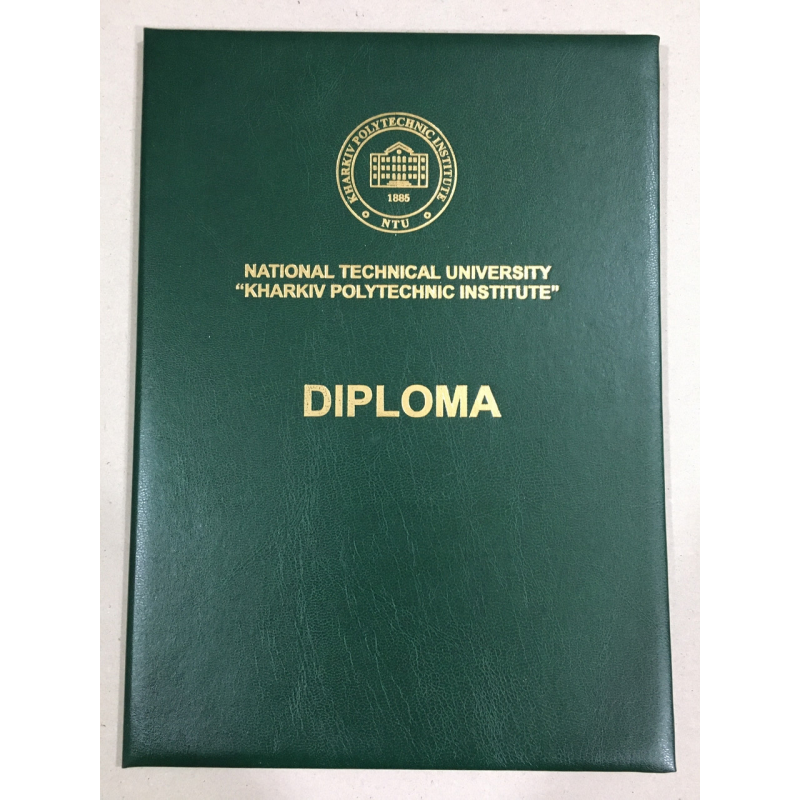 KHARKIV POLYTECHNIC INSTITUTE
1885
NTU
NATIONAL TECHNICAL UNIVERSITY
“KHARKIV POLYTECHNIC INSTITUTE”
DIPLOMA